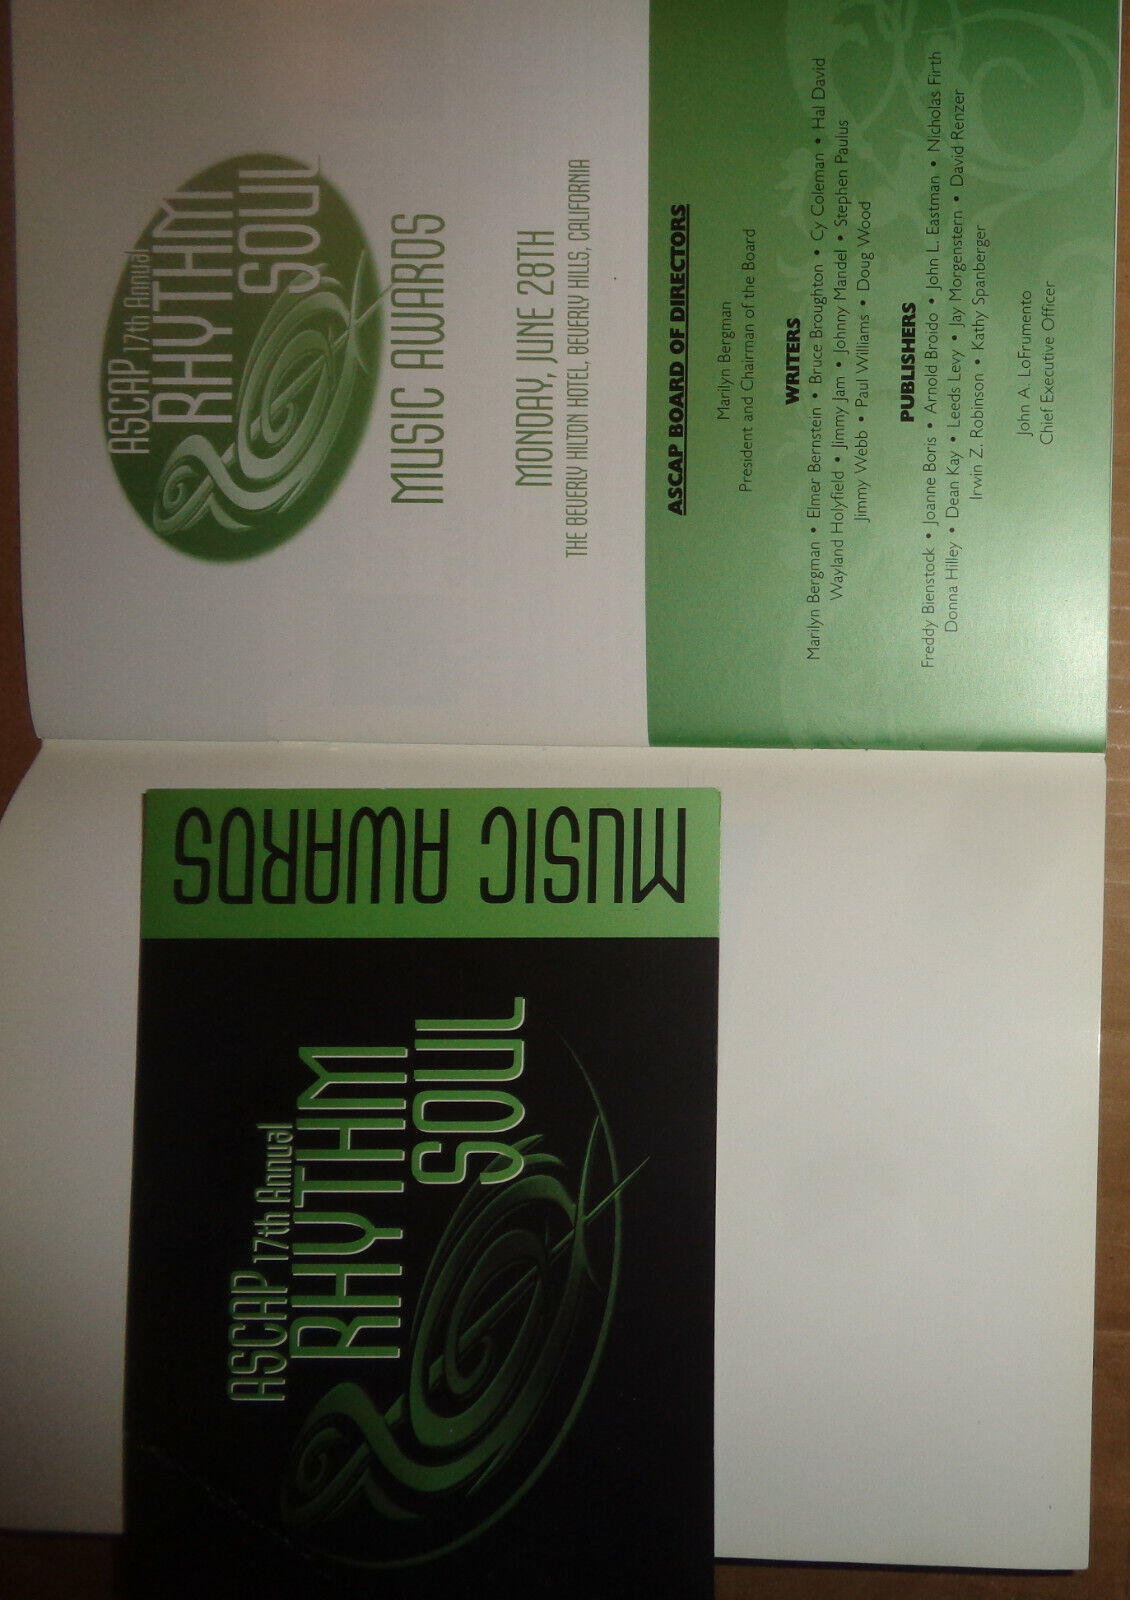 ASCAP 17th Annual
RHYTHM
SOUL
MUSIC AWARDS
MONDAY, JUNE 28TH
THE BEVERLY HILTON HOTEL, BEVERLY HILLS, CALIFORNIA
ASCAP BOARD OF DIRECTORS
Marilyn Bergman
President and Chairman of the Board
WRITERS
Marilyn Bergman • Elmer Bernstein • Bruce Broughton • Cy Coleman • Hal David
Wayland Holyfield • Jimmy Jam • Johnny Mandel • Stephen Paulus
Jimmy Webb • Paul Williams • Doug Wood
PUBLISHERS
Freddy Bienstock • Joanne Boris • Arnold Broido • John L. Eastman • Nicholas Firth
Donna Hilley • Dean Kay • Leeds Levy • Jay Morgenstern • David Renzer
Irwin Z. Robinson • Kathy Spanberger
John A. LoFrumento
Chief Executive Officer
MUSIC AWARDS
ASCAP 17th Annual
RHYTHM
SOUL